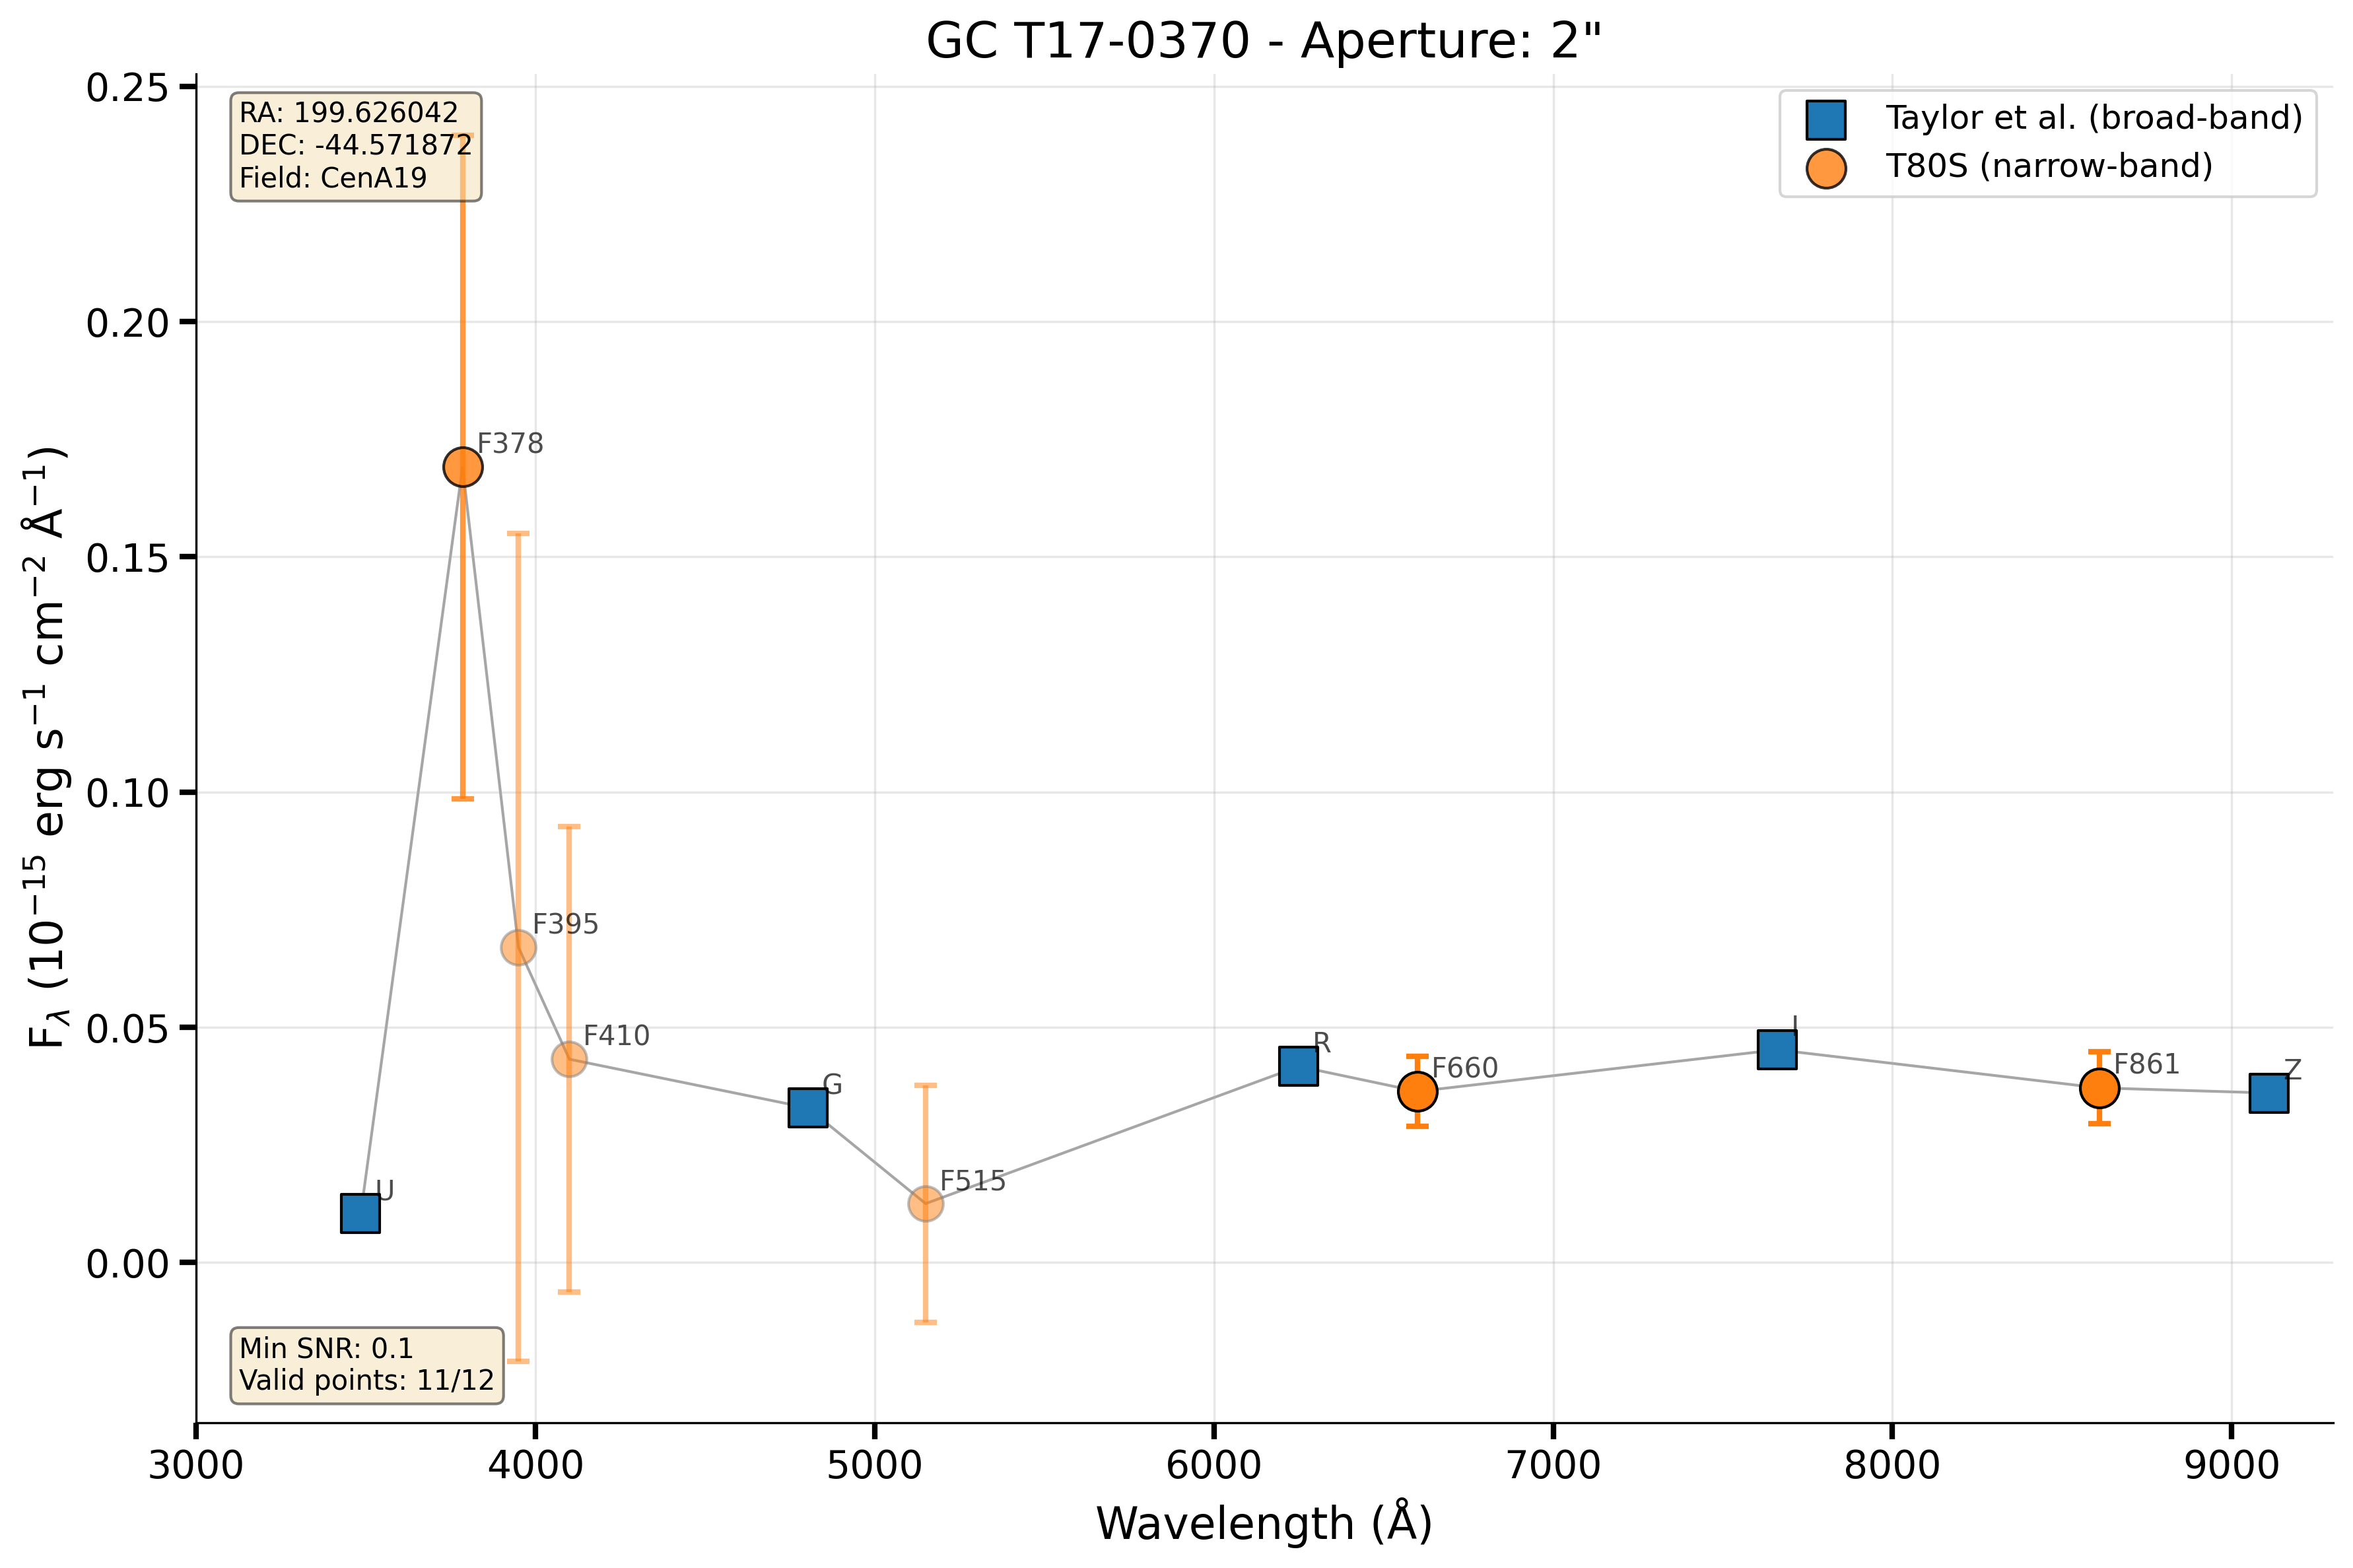 GC T17-0370 - Aperture: 2"
RA: 199.626042
DEC: -44.571872
Field: CenA19
Taylor et al. (broad-band)
T80S (narrow-band)
F378
F395
F410
F515
F660
F861
U
G
R
I
Z
Min SNR: 0.1
Valid points: 11/12
0.25
0.20
0.15
0.10
0.05
0.00
3000 4000 5000 6000 7000 8000 9000
Wavelength (Å)
Fλ (10⁻¹⁵ erg s⁻¹ cm⁻² Å⁻¹)